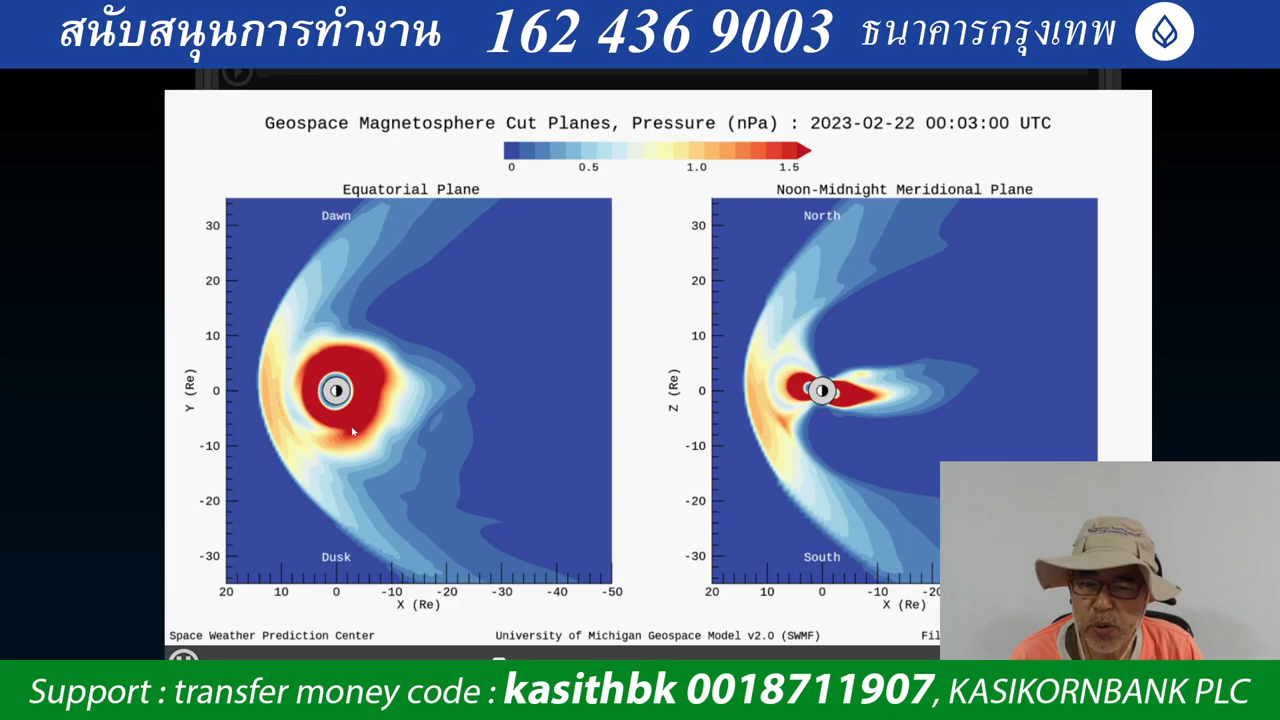 สนับสนุนการทำงาน 162 436 9003 ธนาคารกรุงเทพ
Geospace Magnetosphere Cut Planes, Pressure (nPa) : 2023-02-22 00:03:00 UTC
0 0.5 1.0 1.5
Equatorial Plane
Noon-Midnight Meridional Plane
Dawn
30
20
10
0
-10
-20
-30
Y (Re)
Dusk
20 10 0 -10 -20 -30 -40 -50
X (Re)
North
30
20
10
0
-10
-20
-30
Z (Re)
South
20 10 0 -10
X (Re)
Space Weather Prediction Center
University of Michigan Geospace Model v2.0 (SWMF)
Support : transfer money code : kasithbk 0018711907, KASIKORNBANK PLC